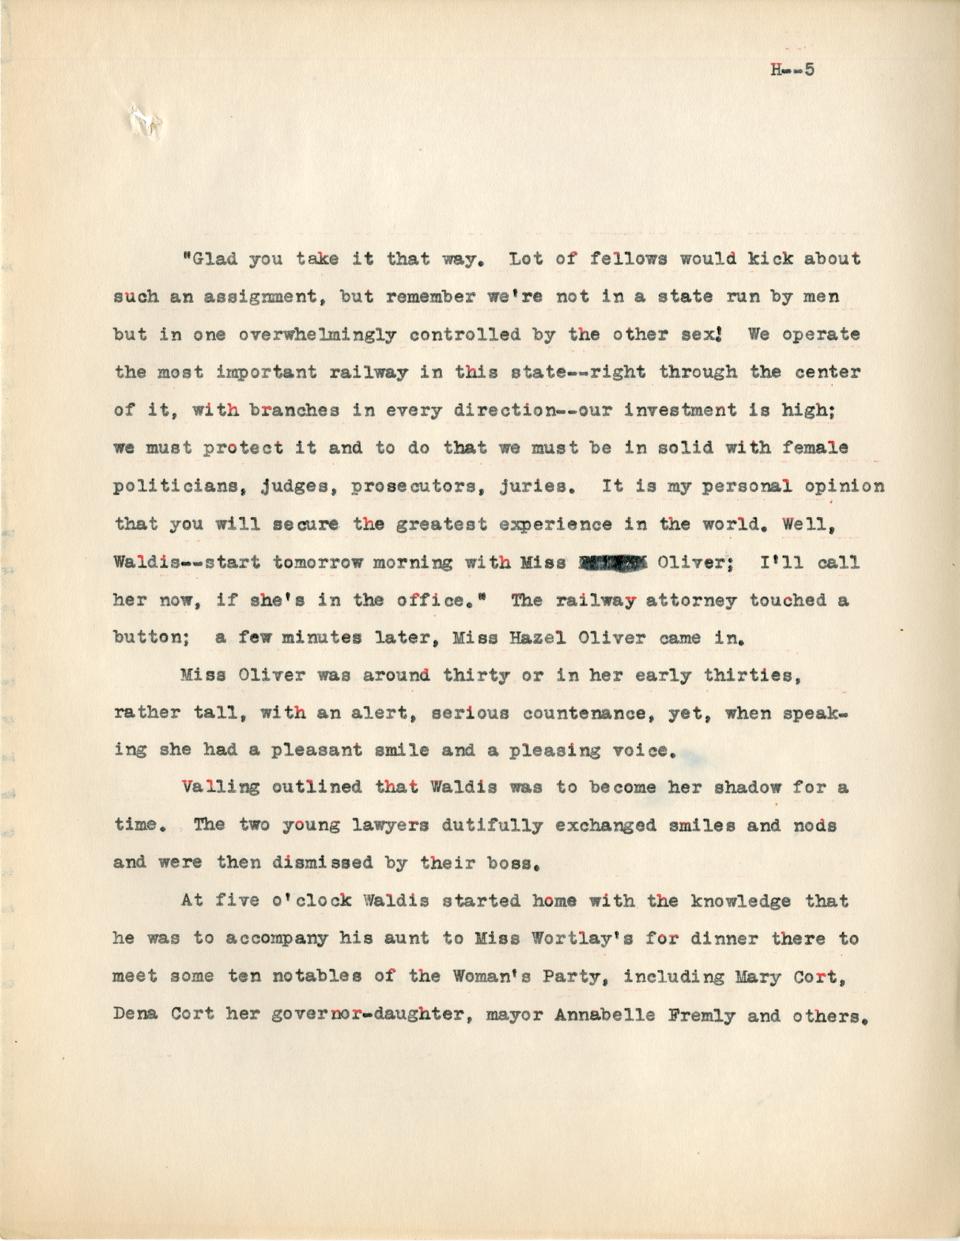 H--5
"Glad you take it that way.  Lot of fellows would kick about
such an assignment, but remember we're not in a state run by men
but in one overwhelmingly controlled by the other sex!  We operate
the most important railway in this state--right through the center
of it, with branches in every direction--our investment is high;
we must protect it and to do that we must be in solid with female
politicians, judges, prosecutors, juries.  It is my personal opinion
that you will secure the greatest experience in the world. Well,
Waldis--start tomorrow morning with Miss Oliver;  I'll call
her now, if she's in the office."  The railway attorney touched a
button;  a few minutes later, Miss Hazel Oliver came in.
Miss Oliver was around thirty or in her early thirties,
rather tall, with an alert, serious countenance, yet, when speak-
ing she had a pleasant smile and a pleasing voice.
Valling outlined that Waldis was to become her shadow for a
time.  The two young lawyers dutifully exchanged smiles and nods
and were then dismissed by their boss.
At five o'clock Waldis started home with the knowledge that
he was to accompany his aunt to Miss Wortlay's for dinner there to
meet some ten notables of the Woman's Party, including Mary Cort,
Dena Cort her governor-daughter, mayor Annabelle Fremly and others.